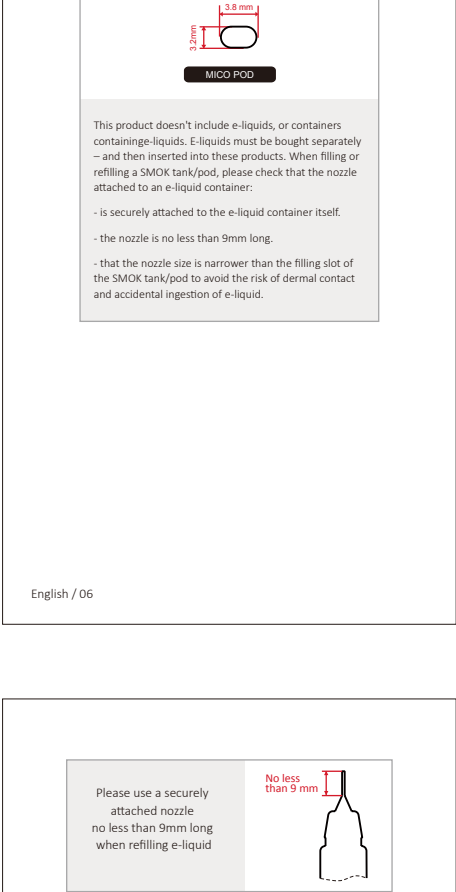 3.8 mm
3.2mm
MICO POD
This product doesn't include e-liquids, or containers
containinge-liquids. E-liquids must be bought separately
– and then inserted into these products. When filling or
refilling a SMOK tank/pod, please check that the nozzle
attached to an e-liquid container:
- is securely attached to the e-liquid container itself.
- the nozzle is no less than 9mm long.
- that the nozzle size is narrower than the filling slot of
the SMOK tank/pod to avoid the risk of dermal contact
and accidental ingestion of e-liquid.
English / 06
Please use a securely
attached nozzle
no less than 9mm long
when refilling e-liquid
No less
than 9 mm